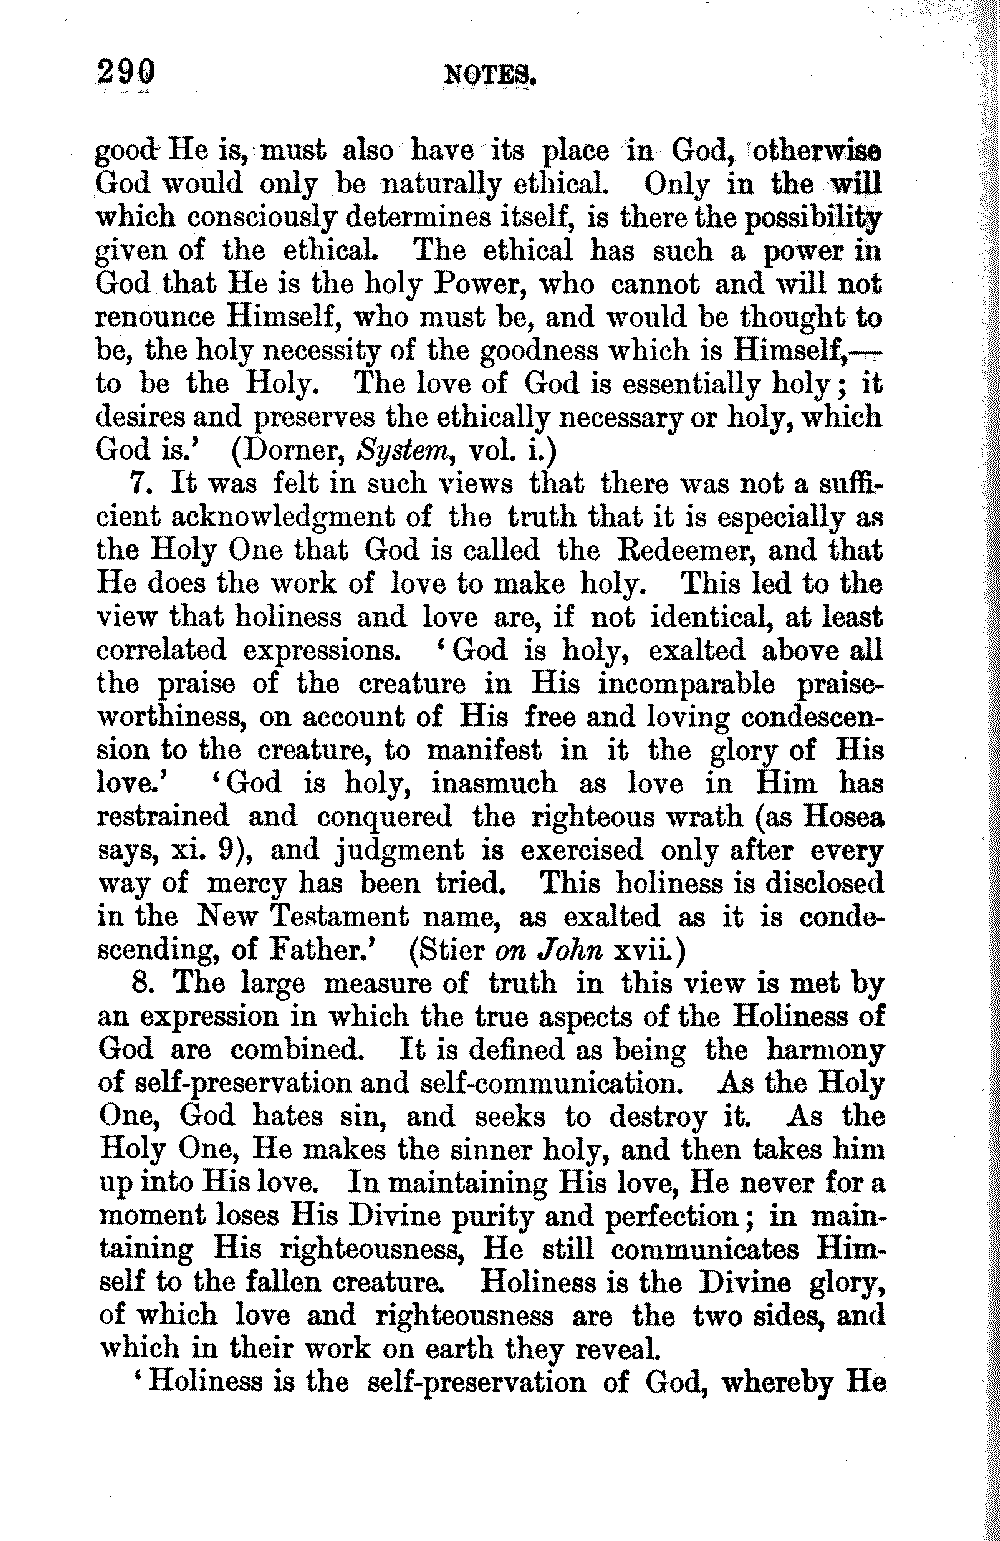 290 NOTES.
good He is, must also have its place in God, otherwise
God would only be naturally ethical. Only in the will
which consciously determines itself, is there the possibility
given of the ethical. The ethical has such a power in
God that He is the holy Power, who cannot and will not
renounce Himself, who must be, and would be thought to
be, the holy necessity of the goodness which is Himself,—
to be the Holy. The love of God is essentially holy; it
desires and preserves the ethically necessary or holy, which
God is.’ (Dorner, System, vol. i.)
7. It was felt in such views that there was not a suffi-
cient acknowledgment of the truth that it is especially as
the Holy One that God is called the Redeemer, and that
He does the work of love to make holy. This led to the
view that holiness and love are, if not identical, at least
correlated expressions. ‘God is holy, exalted above all
the praise of the creature in His incomparable praise-
worthiness, on account of His free and loving condescen-
sion to the creature, to manifest in it the glory of His
love.’ ‘God is holy, inasmuch as love in Him has
restrained and conquered the righteous wrath (as Hosea
says, xi. 9), and judgment is exercised only after every
way of mercy has been tried. This holiness is disclosed
in the New Testament name, as exalted as it is conde-
scending, of Father.’ (Stier on John xvii.)
8. The large measure of truth in this view is met by
an expression in which the true aspects of the Holiness of
God are combined. It is defined as being the harmony
of self-preservation and self-communication. As the Holy
One, God hates sin, and seeks to destroy it. As the
Holy One, He makes the sinner holy, and then takes him
up into His love. In maintaining His love, He never for a
moment loses His Divine purity and perfection; in main-
taining His righteousness, He still communicates Him-
self to the fallen creature. Holiness is the Divine glory,
of which love and righteousness are the two sides, and
which in their work on earth they reveal.
‘Holiness is the self-preservation of God, whereby He